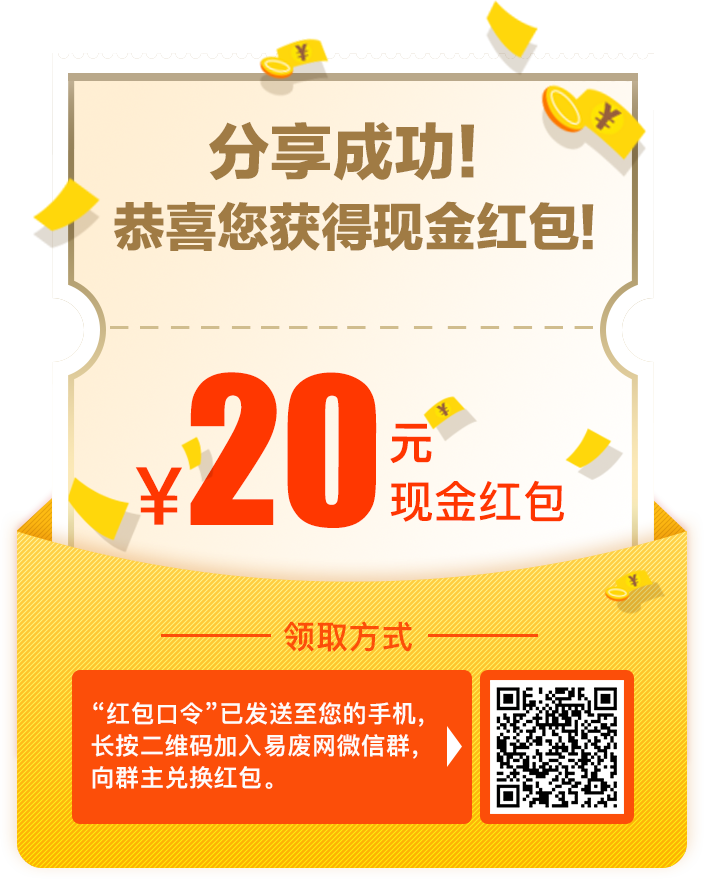 分享成功!
恭喜您获得现金红包!
¥20元
现金红包
领取方式
“红包口令”已发送至您的手机,
长按二维码加入易废网微信群,
向群主兑换红包。
¥
¥
¥
¥